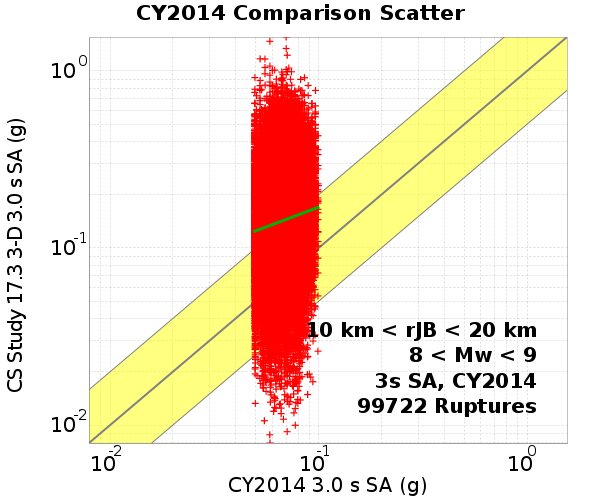 CY2014 Comparison Scatter
CS Study 17.3 3-D 3.0 s SA (g)
10⁰
10⁻¹
10⁻²
10 km < rJB < 20 km
8 < Mw < 9
3s SA, CY2014
99722 Ruptures
10⁻² 10⁻¹ 10⁰
CY2014 3.0 s SA (g)